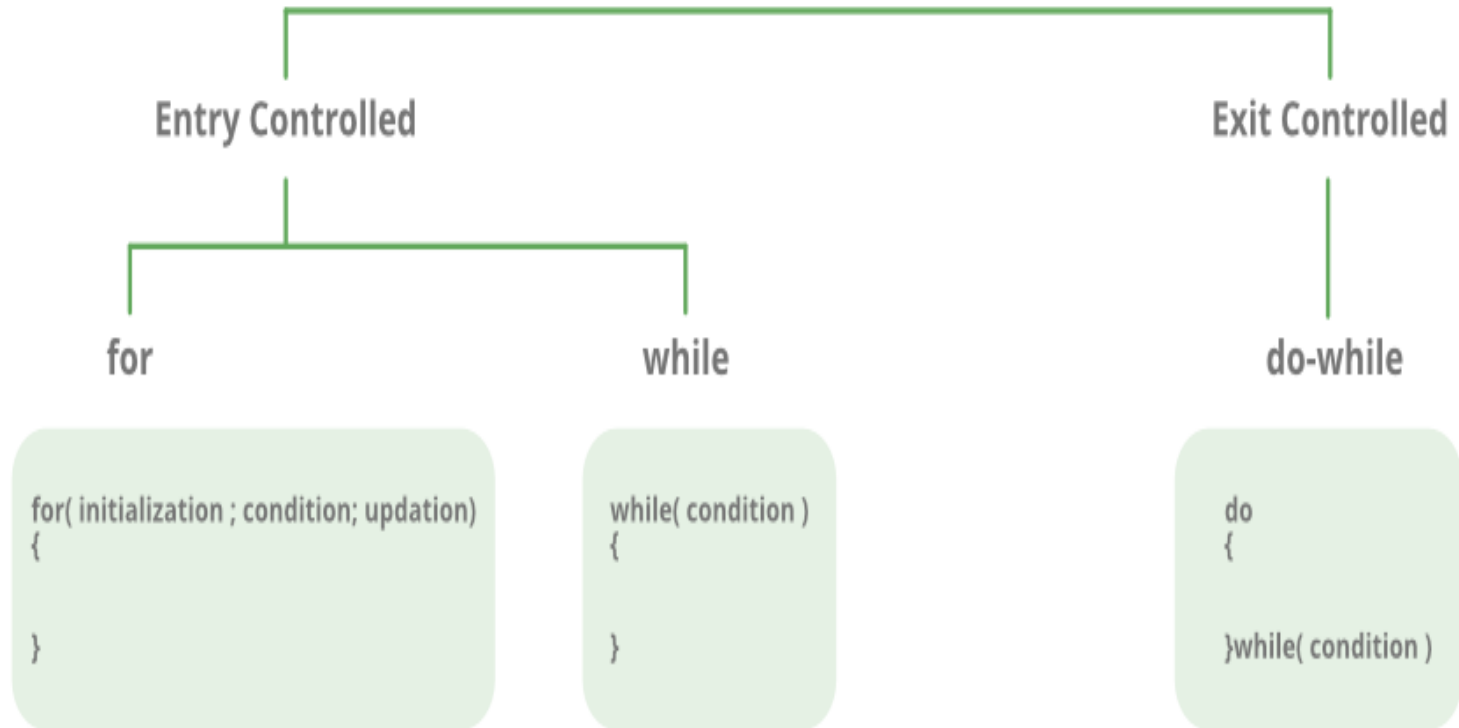 Entry Controlled
Exit Controlled
for
while
do-while
for( initialization ; condition; updation)
{
}
while( condition )
{
}
do
{
}while( condition )